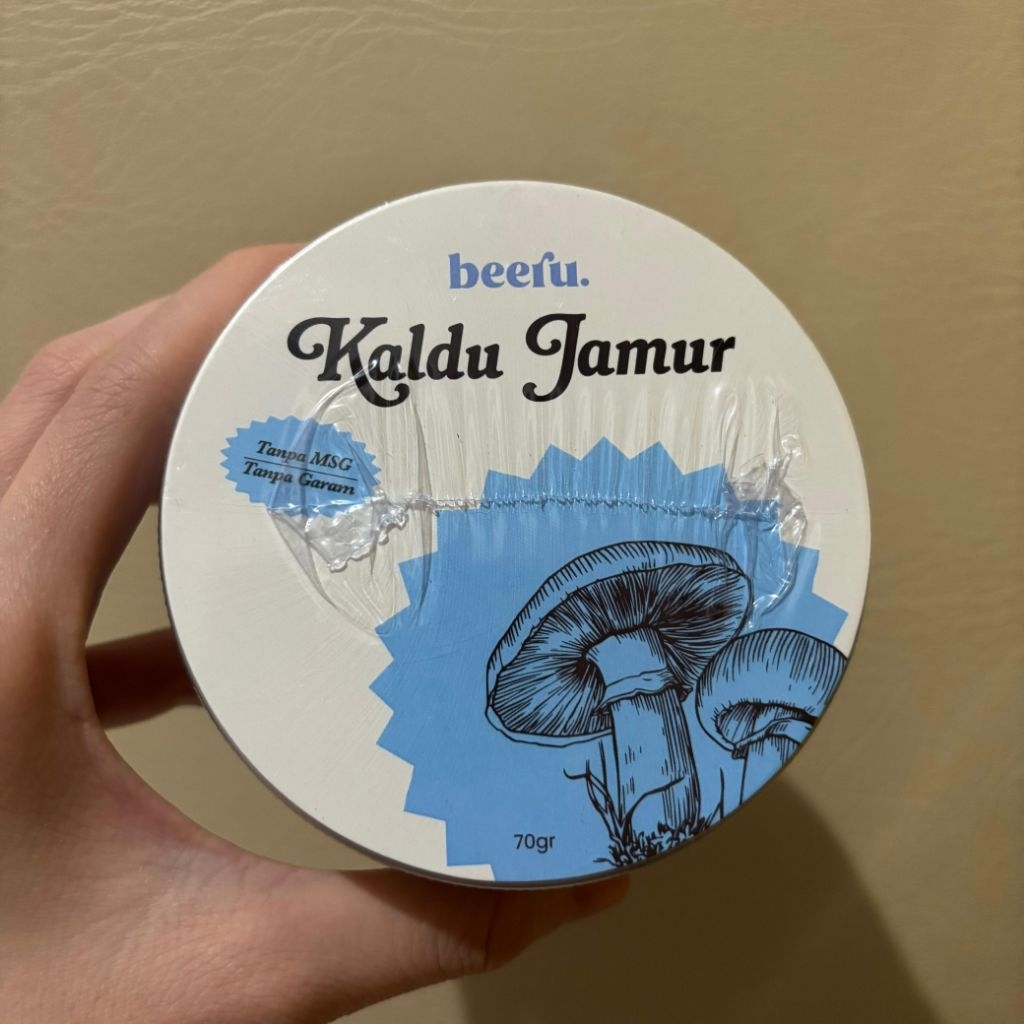 beeru.
Kaldu Jamur
Tanpa MSG
Tanpa Garam
70gr